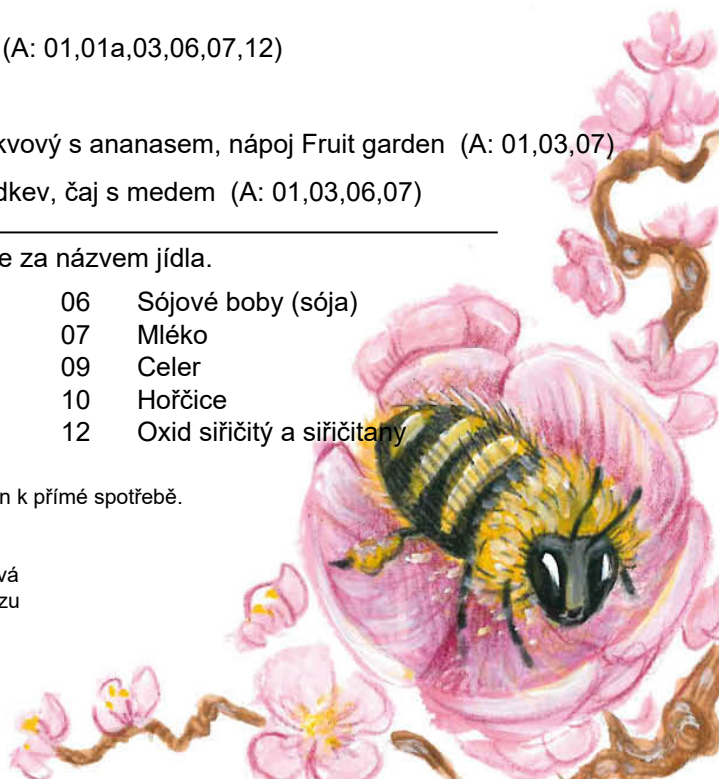 (A: 01,01a,03,06,07,12)
kvový s ananasem, nápoj Fruit garden (A: 01,03,07)
dkev, čaj s medem (A: 01,03,06,07)
e za názvem jídla.
06 Sójové boby (sója)
07 Mléko
09 Celer
10 Hořčice
12 Oxid siřičitý a siřičitany
n k přímé spotřebě.
vá
zu